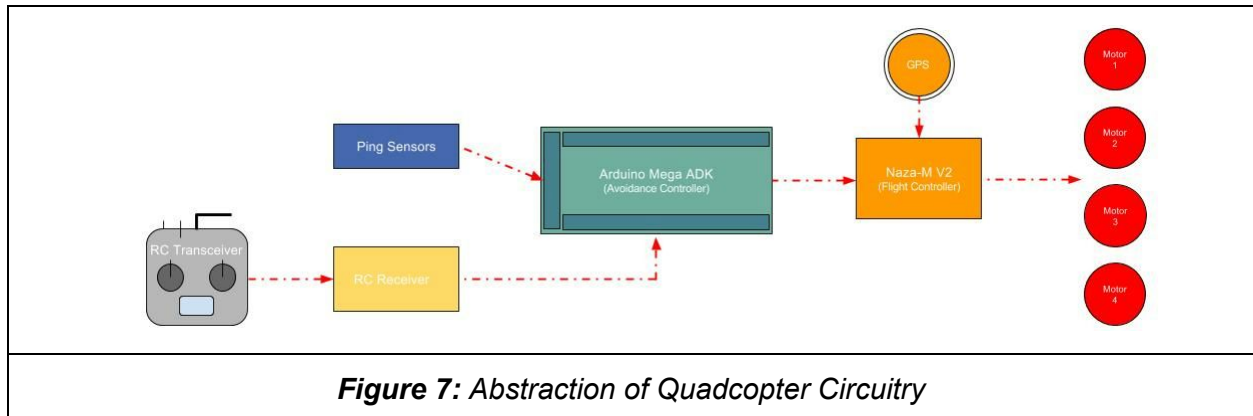 GPS
Motor
1
Ping Sensors
Arduino Mega ADK
(Avoidance Controller)
Naza-M V2
(Flight Controller)
Motor
2
Motor
3
RC Transceiver
RC Receiver
Motor
4
Figure 7: Abstraction of Quadcopter Circuitry